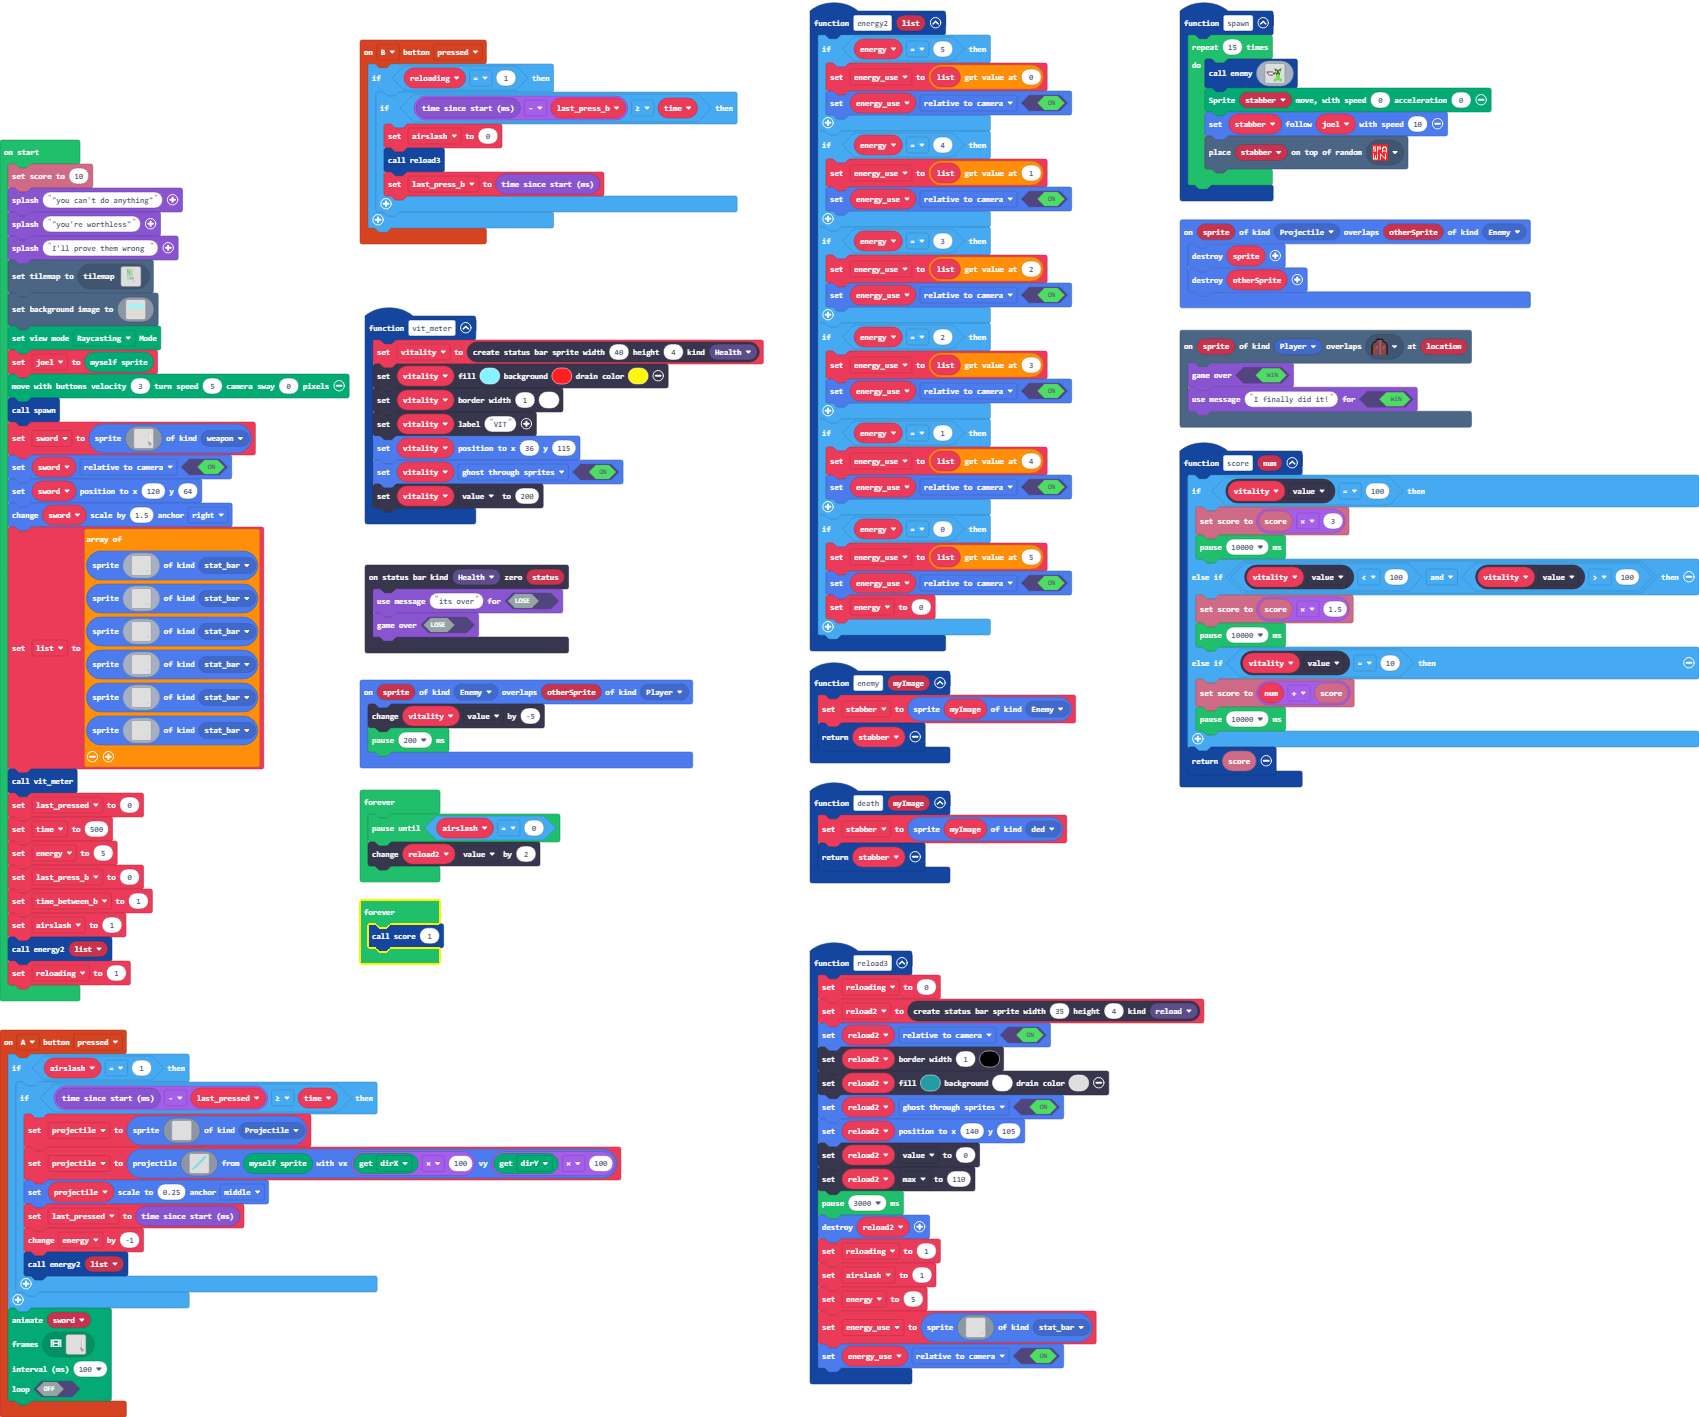 on start
set score to 10
splash "you can't do anything"
splash "you're worthless"
splash "I'll prove them wrong "
set tilemap to tilemap
set background image to
set view mode Raycasting Mode
set joel to myself sprite
move with buttons velocity 3 turn speed 5 camera sway 0 pixels
call spawn
set sword to sprite of kind weapon
set sword relative to camera ON
set sword position to x 120 y 64
change sword scale by 1.5 anchor right
array of
sprite of kind stat_bar
sprite of kind stat_bar
sprite of kind stat_bar
set list to
sprite of kind stat_bar
sprite of kind stat_bar
sprite of kind stat_bar
call vit_meter
set last_pressed to 0
set time to 500
set energy to 5
set last_press_b to 0
set time_between_b to 1
set airslash to 1
call energy2 list
set reloading to 1
on A button pressed
if airslash = 1 then
if time since start (ms) - last_pressed ≥ time then
set projectile to sprite of kind Projectile
set projectile to projectile from myself sprite with vx get dirX × 100 vy get dirY × 100
set projectile scale to 0.25 anchor middle
set last_pressed to time since start (ms)
change energy by -1
call energy2 list
animate sword
frames
interval (ms) 100
loop OFF
on B button pressed
if reloading = 1 then
if time since start (ms) - last_press_b ≥ time then
set airslash to 0
call reload3
set last_press_b to time since start (ms)
function vit_meter
set vitality to create status bar sprite width 40 height 4 kind Health
set vitality fill background drain color
set vitality border width 1
set vitality label "VIT"
set vitality position to x 36 y 115
set vitality ghost through sprites ON
set vitality value to 200
on status bar kind Health zero status
use message "its over" for LOSE
game over LOSE
on sprite of kind Enemy overlaps otherSprite of kind Player
change vitality value by -5
pause 200 ms
forever
pause until airslash = 0
change reload2 value by 2
forever
call score 1
function energy2 list
if energy = 5 then
set energy_use to list get value at 0
set energy_use relative to camera ON
if energy = 4 then
set energy_use to list get value at 1
set energy_use relative to camera ON
if energy = 3 then
set energy_use to list get value at 2
set energy_use relative to camera ON
if energy = 2 then
set energy_use to list get value at 3
set energy_use relative to camera ON
if energy = 1 then
set energy_use to list get value at 4
set energy_use relative to camera ON
if energy = 0 then
set energy_use to list get value at 5
set energy_use relative to camera ON
set energy to 0
function enemy myImage
set stabber to sprite myImage of kind Enemy
return stabber
function death myImage
set stabber to sprite myImage of kind ded
return stabber
function reload3
set reloading to 0
set reload2 to create status bar sprite width 35 height 4 kind reload
set reload2 relative to camera ON
set reload2 border width 1
set reload2 fill background drain color
set reload2 ghost through sprites ON
set reload2 position to x 140 y 105
set reload2 value to 0
set reload2 max to 110
pause 3000 ms
destroy reload2
set reloading to 1
set airslash to 1
set energy to 5
set energy_use to sprite of kind stat_bar
set energy_use relative to camera ON
function spawn
repeat 15 times
do
call enemy
Sprite stabber move, with speed 0 acceleration 0
set stabber follow joel with speed 10
place stabber on top of random SPAWN
on sprite of kind Projectile overlaps otherSprite of kind Enemy
destroy sprite
destroy otherSprite
on sprite of kind Player overlaps at location
game over WIN
use message "I finally did it!" for WIN
function score num
if vitality value = 100 then
set score to score × 3
pause 10000 ms
else if vitality value < 100 and vitality value > 100 then
set score to score × 1.5
pause 10000 ms
else if vitality value = 10 then
set score to num ÷ score
pause 10000 ms
return score